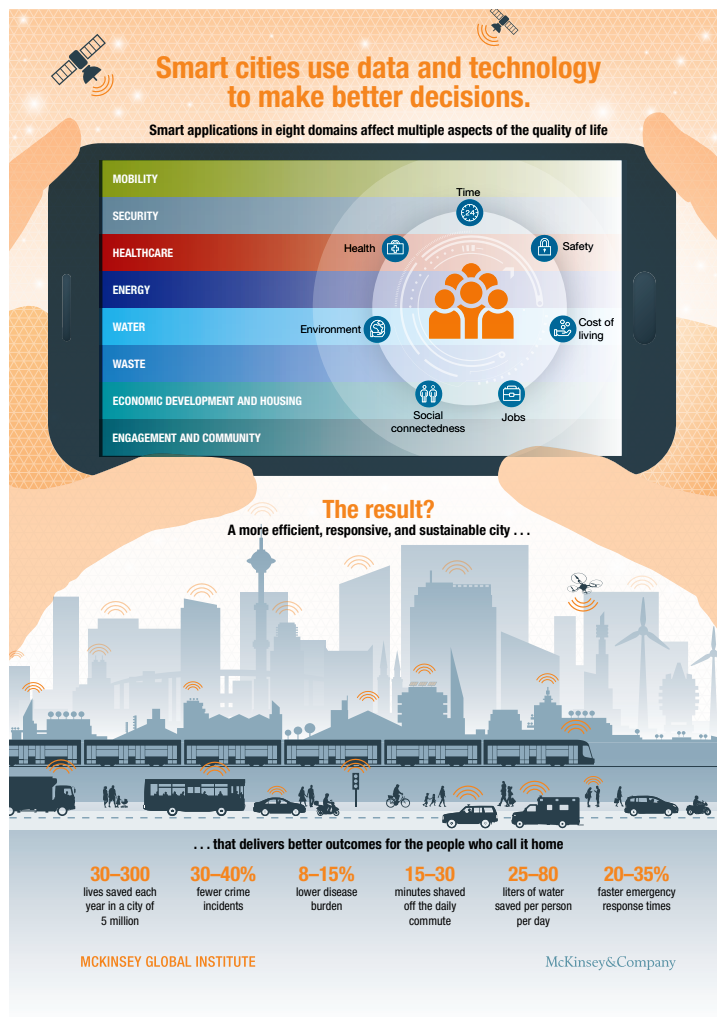 Smart cities use data and technology
to make better decisions.
Smart applications in eight domains affect multiple aspects of the quality of life
MOBILITY
SECURITY
HEALTHCARE
ENERGY
WATER
WASTE
ECONOMIC DEVELOPMENT AND HOUSING
ENGAGEMENT AND COMMUNITY
Time
24
Health
Safety
Environment
Cost of
living
Social
connectedness
Jobs
The result?
A more efficient, responsive, and sustainable city . . .
. . . that delivers better outcomes for the people who call it home
30–300
lives saved each
year in a city of
5 million
30–40%
fewer crime
incidents
8–15%
lower disease
burden
15–30
minutes shaved
off the daily
commute
25–80
liters of water
saved per person
per day
20–35%
faster emergency
response times
MCKINSEY GLOBAL INSTITUTE
McKinsey&Company